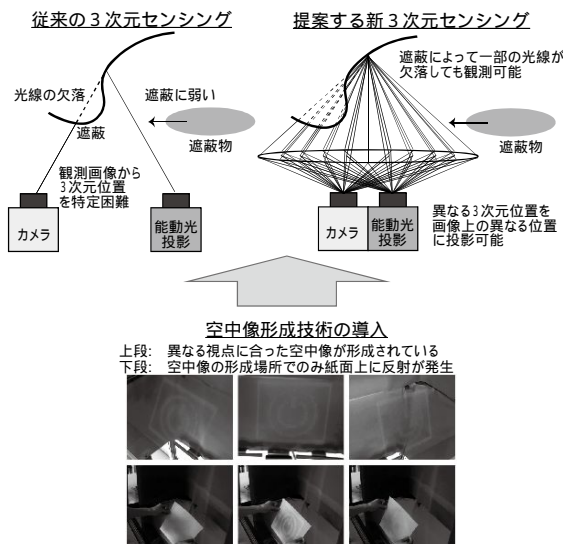 従来の３次元センシング
提案する新３次元センシング
光線の欠落
遮蔽
遮蔽に弱い
遮蔽物
観測画像から
3次元位置
を特定困難
カメラ
能動光
投影
遮蔽によって一部の光線が
欠落しても観測可能
遮蔽物
カメラ
能動光
投影
異なる3次元位置を
画像上の異なる位置
に投影可能
空中像形成技術の導入
上段:　異なる視点に合った空中像が形成されている
下段:　空中像の形成場所でのみ紙面上に反射が発生